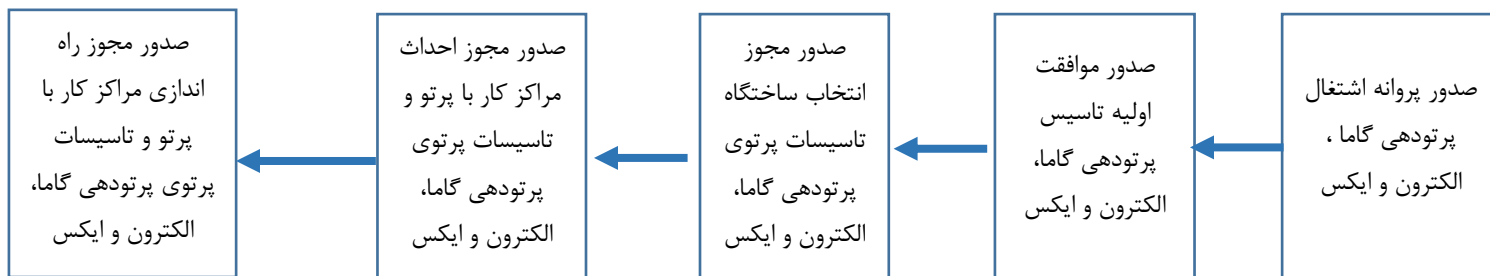 صدور پروانه اشتغال
پرتودهی گاما ،
الکترون و ایکس
صدور موافقت
اولیه تاسیس
پرتودهی گاما،
الکترون و ایکس
صدور مجوز
انتخاب ساختگاه
تاسیسات پرتوی
پرتودهی گاما،
الکترون و ایکس
صدور مجوز احداث
مراکز کار با پرتو و
تاسیسات پرتوی
پرتودهی گاما،
الکترون و ایکس
صدور مجوز راه
اندازی مراکز کار با
پرتو و تاسیسات
پرتوی پرتودهی گاما،
الکترون و ایکس